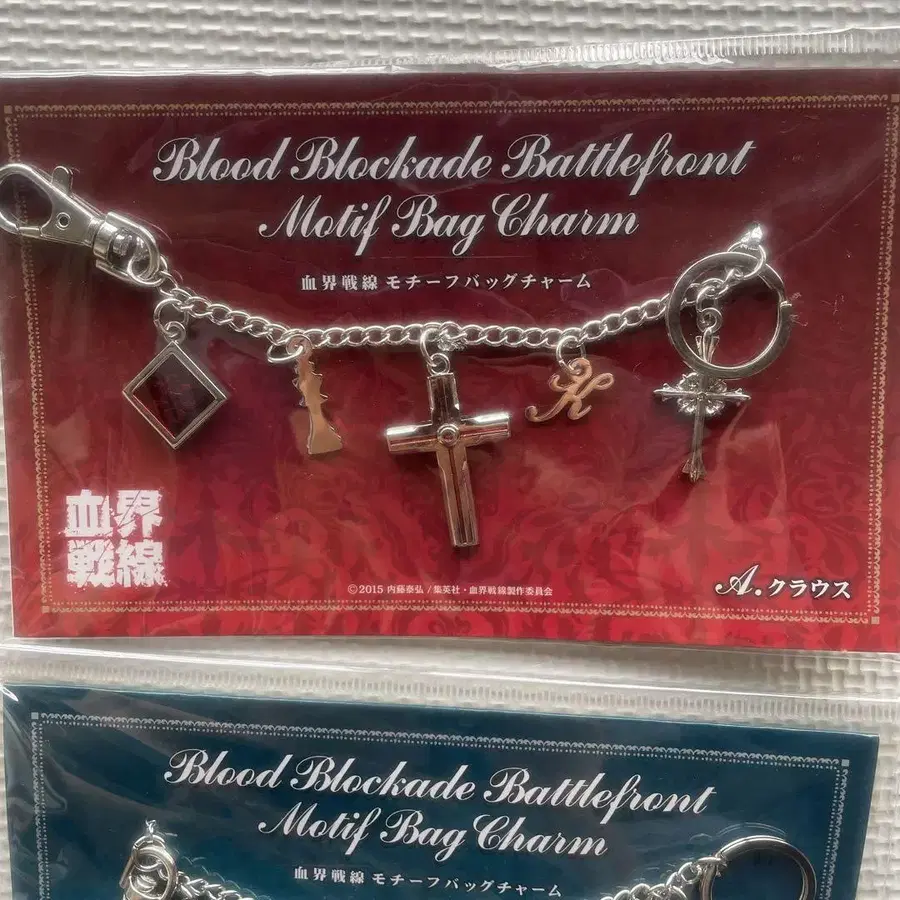 Blood Blockade Battlefront
Motif Bag Charm
血界戦線 モチーフバッグチャーム
K
血界
戦線
©2015 内藤泰弘/集英社・血界戦線製作委員会
A.クラウス
Blood Blockade Battlefront
Motif Bag Charm
血界戦線 モチーフバッグチャーム